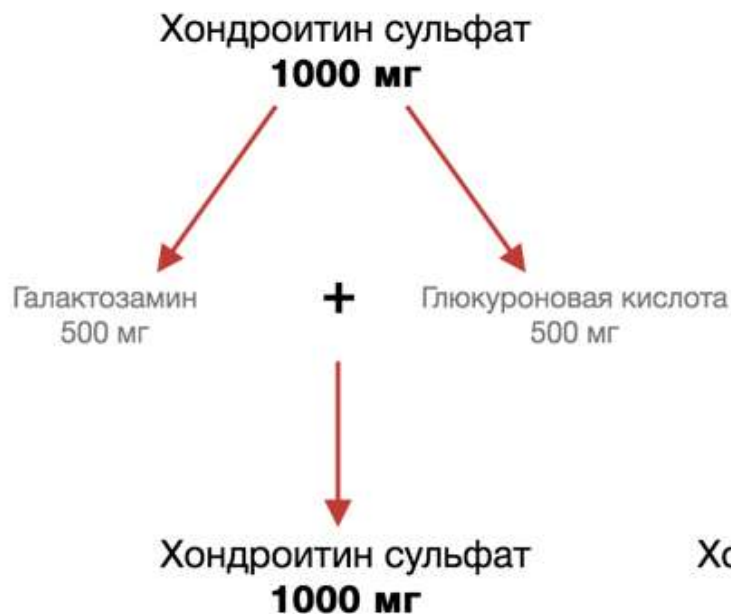 Хондроитин сульфат
1000 мг
Галактозамин
500 мг
+
Глюкуроновая кислота
500 мг
Хондроитин сульфат
1000 мг